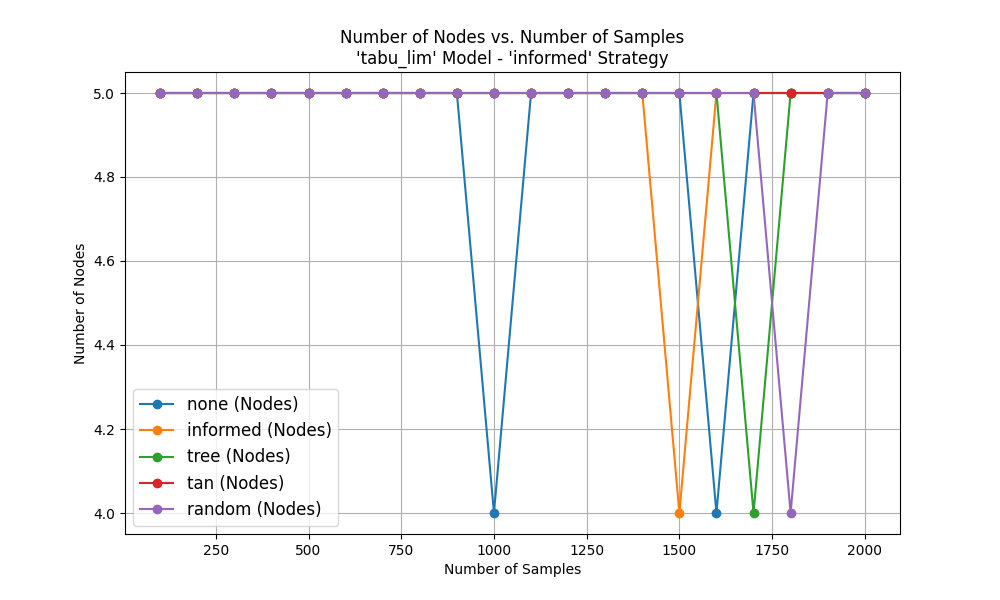 Number of Nodes vs. Number of Samples
'tabu_lim' Model - 'informed' Strategy
Number of Nodes
5.0
4.8
4.6
4.4
4.2
4.0
none (Nodes)
informed (Nodes)
tree (Nodes)
tan (Nodes)
random (Nodes)
250 500 750 1000 1250 1500 1750 2000
Number of Samples